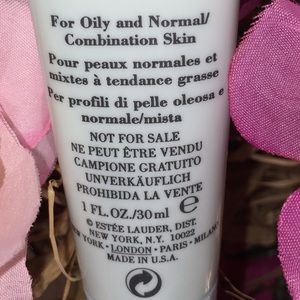 For Oily and Normal/
Combination Skin
Pour peaux normales et
mixtes à tendance grasse
Per profili di pelle oleosa e
normale/mista
NOT FOR SALE
NE PEUT ÊTRE VENDU
CAMPIONE GRATUITO
UNVERKÄUFLICH
PROHIBIDA LA VENTE
1 FL.OZ./30 ml ℮
© ESTÉE LAUDER, DIST.
NEW YORK, N.Y. 10022
NEW YORK - LONDON - PARIS - MILANO
MADE IN U.S.A.